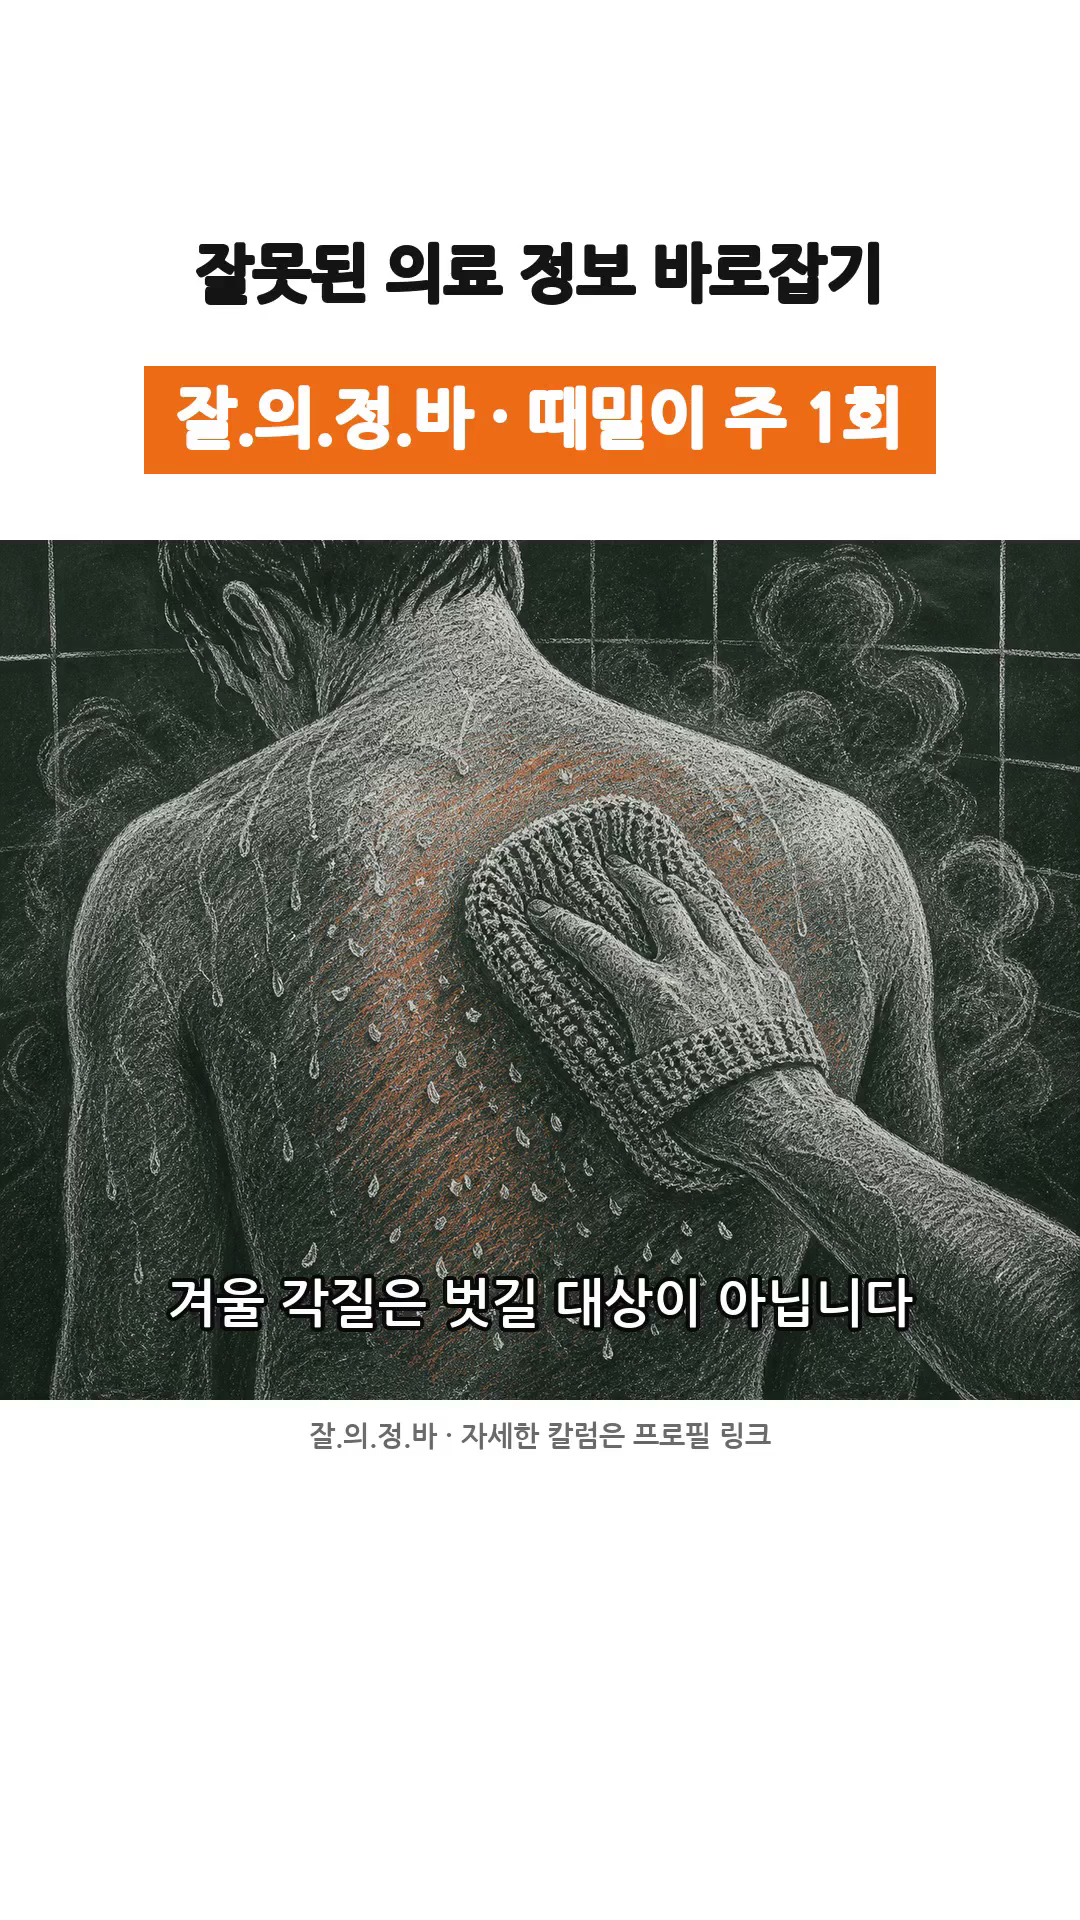 잘못된 의료 정보 바로잡기
잘.의.정.바 · 때밀이 주 1회
겨울 각질은 벗길 대상이 아닙니다
잘.의.정.바 · 자세한 칼럼은 프로필 링크